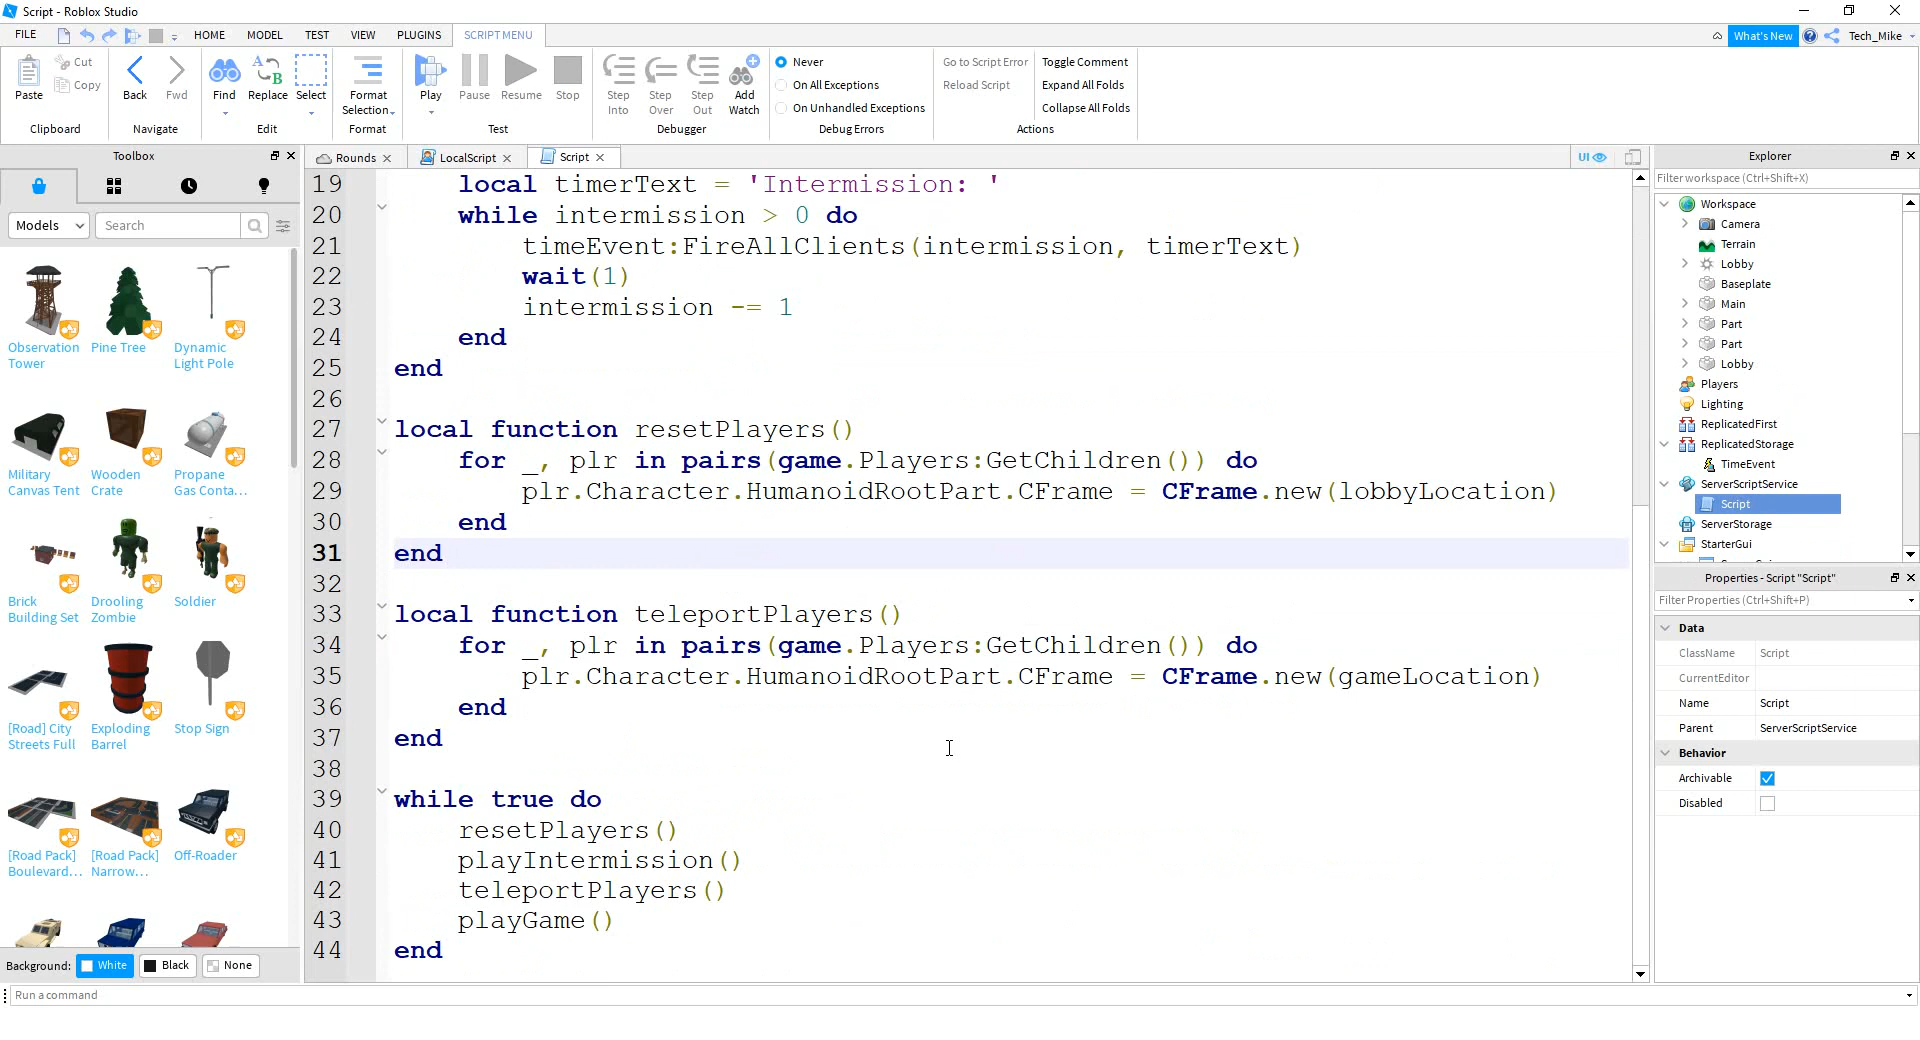 Script - Roblox Studio
FILE
HOME
MODEL
TEST
VIEW
PLUGINS
SCRIPT MENU
What's New
Tech_Mike
Paste
Cut
Copy
Clipboard
Back
Fwd
Navigate
Find
Replace
Select
Edit
Format
Selection
Format
Play
Pause
Resume
Stop
Test
Step
Into
Step
Over
Step
Out
Add
Watch
Debugger
Never
On All Exceptions
On Unhandled Exceptions
Debug Errors
Go to Script Error
Reload Script
Toggle Comment
Expand All Folds
Collapse All Folds
Actions
Toolbox
Models
Search
Observation
Tower
Pine Tree
Dynamic
Light Pole
Military
Canvas Tent
Wooden
Crate
Propane
Gas Conta...
Brick
Building Set
Drooling
Zombie
Soldier
[Road] City
Streets Full
Exploding
Barrel
Stop Sign
[Road Pack]
Boulevard...
[Road Pack]
Narrow...
Off-Roader
Background:
White
Black
None
Run a command
Rounds
LocalScript
Script
UI
19 local timerText = 'Intermission: '
20 while intermission > 0 do
21 timeEvent:FireAllClients(intermission, timerText)
22 wait(1)
23 intermission -= 1
24 end
25 end
26
27 local function resetPlayers()
28 for _, plr in pairs(game.Players:GetChildren()) do
29 plr.Character.HumanoidRootPart.CFrame = CFrame.new(lobbyLocation)
30 end
31 end
32
33 local function teleportPlayers()
34 for _, plr in pairs(game.Players:GetChildren()) do
35 plr.Character.HumanoidRootPart.CFrame = CFrame.new(gameLocation)
36 end
37 end
38
39 while true do
40 resetPlayers()
41 playIntermission()
42 teleportPlayers()
43 playGame()
44 end
Explorer
Filter workspace (Ctrl+Shift+X)
Workspace
Camera
Terrain
Lobby
Baseplate
Main
Part
Part
Lobby
Players
Lighting
ReplicatedFirst
ReplicatedStorage
TimeEvent
ServerScriptService
Script
ServerStorage
StarterGui
Properties - Script "Script"
Filter Properties (Ctrl+Shift+P)
Data
ClassName Script
CurrentEditor
Name Script
Parent ServerScriptService
Behavior
Archivable
Disabled